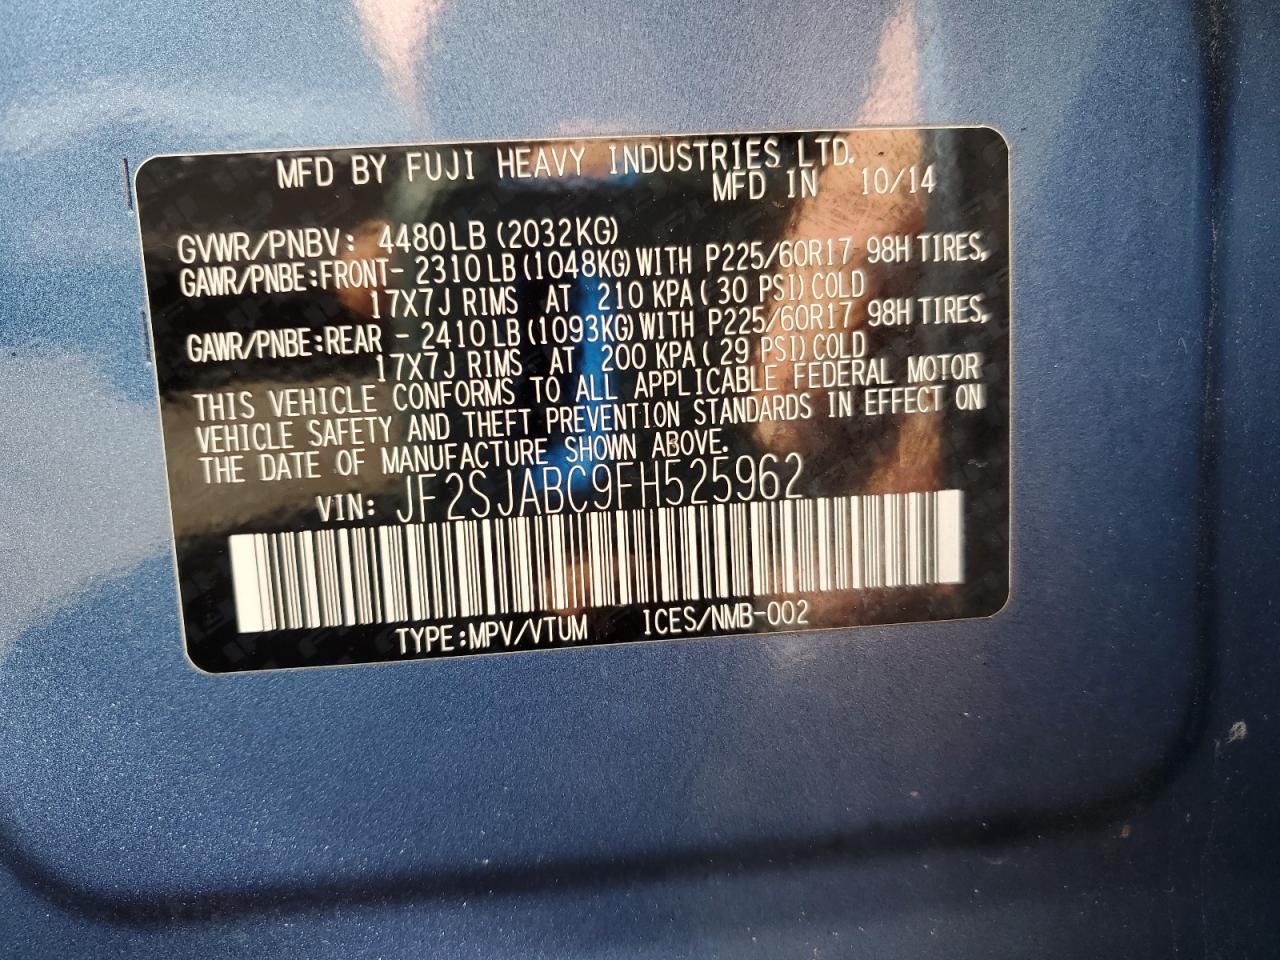 MFD BY FUJI HEAVY INDUSTRIES LTD.
MFD IN 10/14
GVWR/PNBV: 4480LB (2032KG)
GAWR/PNBE:FRONT- 2310LB (1048KG) WITH P225/60R17 98H TIRES,
17X7J RIMS AT 210 KPA (30 PSI) COLD
GAWR/PNBE:REAR - 2410LB (1093KG) WITH P225/60R17 98H TIRES,
17X7J RIMS AT 200 KPA (29 PSI) COLD
THIS VEHICLE CONFORMS TO ALL APPLICABLE FEDERAL MOTOR
VEHICLE SAFETY AND THEFT PREVENTION STANDARDS IN EFFECT ON
THE DATE OF MANUFACTURE SHOWN ABOVE.
VIN: JF2SJABC9FH525962
TYPE:MPV/VTUM ICES/NMB-002